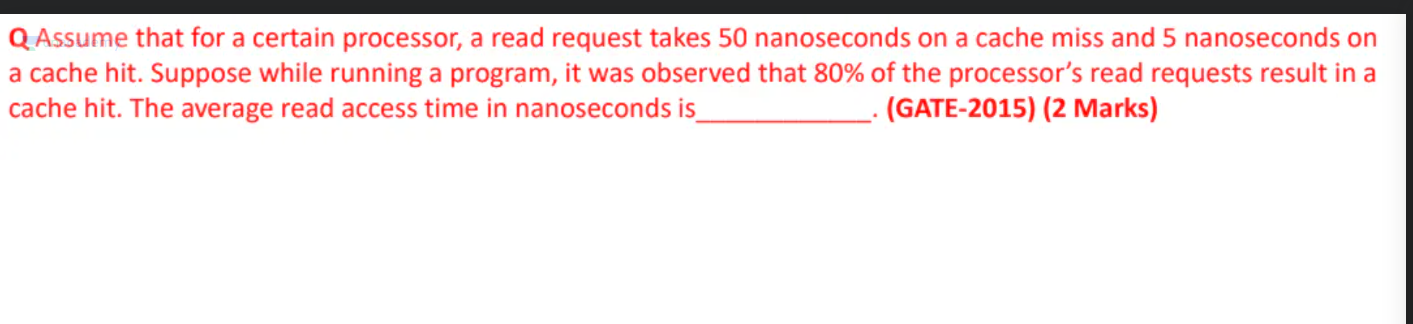 Q Assume that for a certain processor, a read request takes 50 nanoseconds on a cache miss and 5 nanoseconds on
a cache hit. Suppose while running a program, it was observed that 80% of the processor’s read requests result in a
cache hit. The average read access time in nanoseconds is____________. (GATE-2015) (2 Marks)